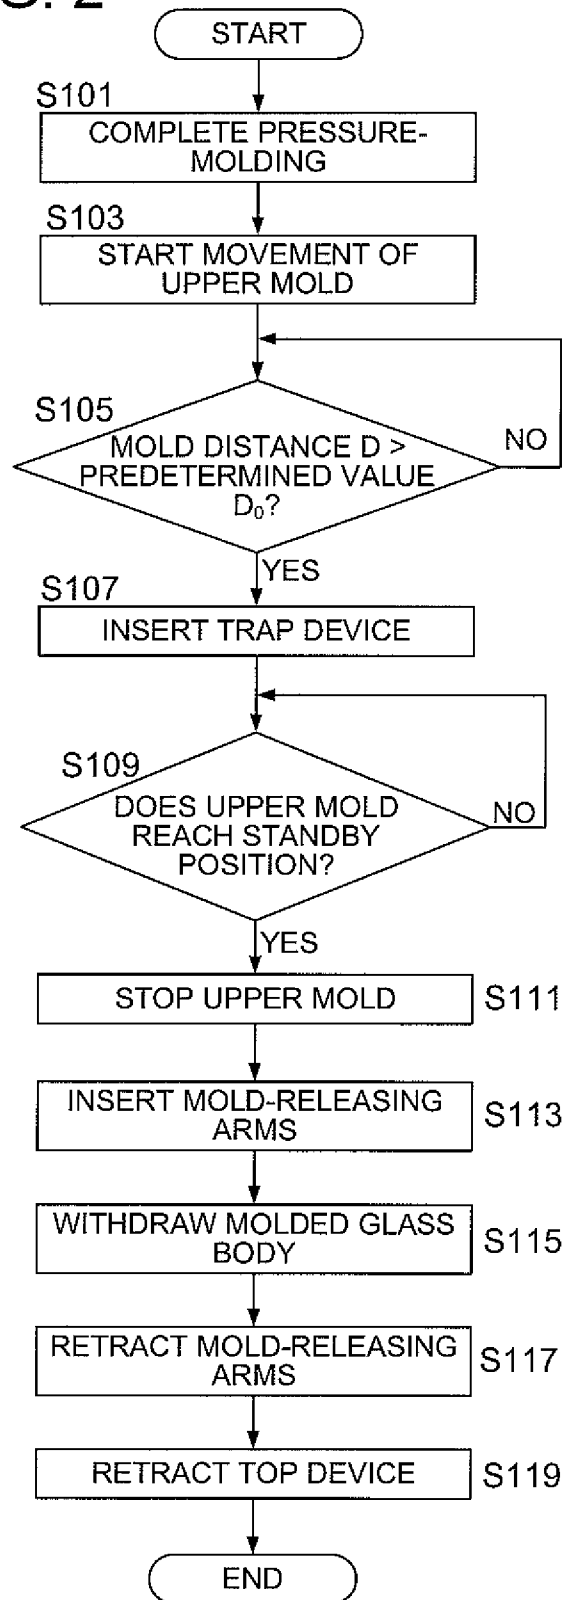 START
S101
COMPLETE PRESSURE-
MOLDING
S103
START MOVEMENT OF
UPPER MOLD
S105
MOLD DISTANCE D >
PREDETERMINED VALUE
D₀?
NO
YES
S107
INSERT TRAP DEVICE
S109
DOES UPPER MOLD
REACH STANDBY
POSITION?
NO
YES
STOP UPPER MOLD
S111
INSERT MOLD-RELEASING
ARMS
S113
WITHDRAW MOLDED GLASS
BODY
S115
RETRACT MOLD-RELEASING
ARMS
S117
RETRACT TOP DEVICE
S119
END